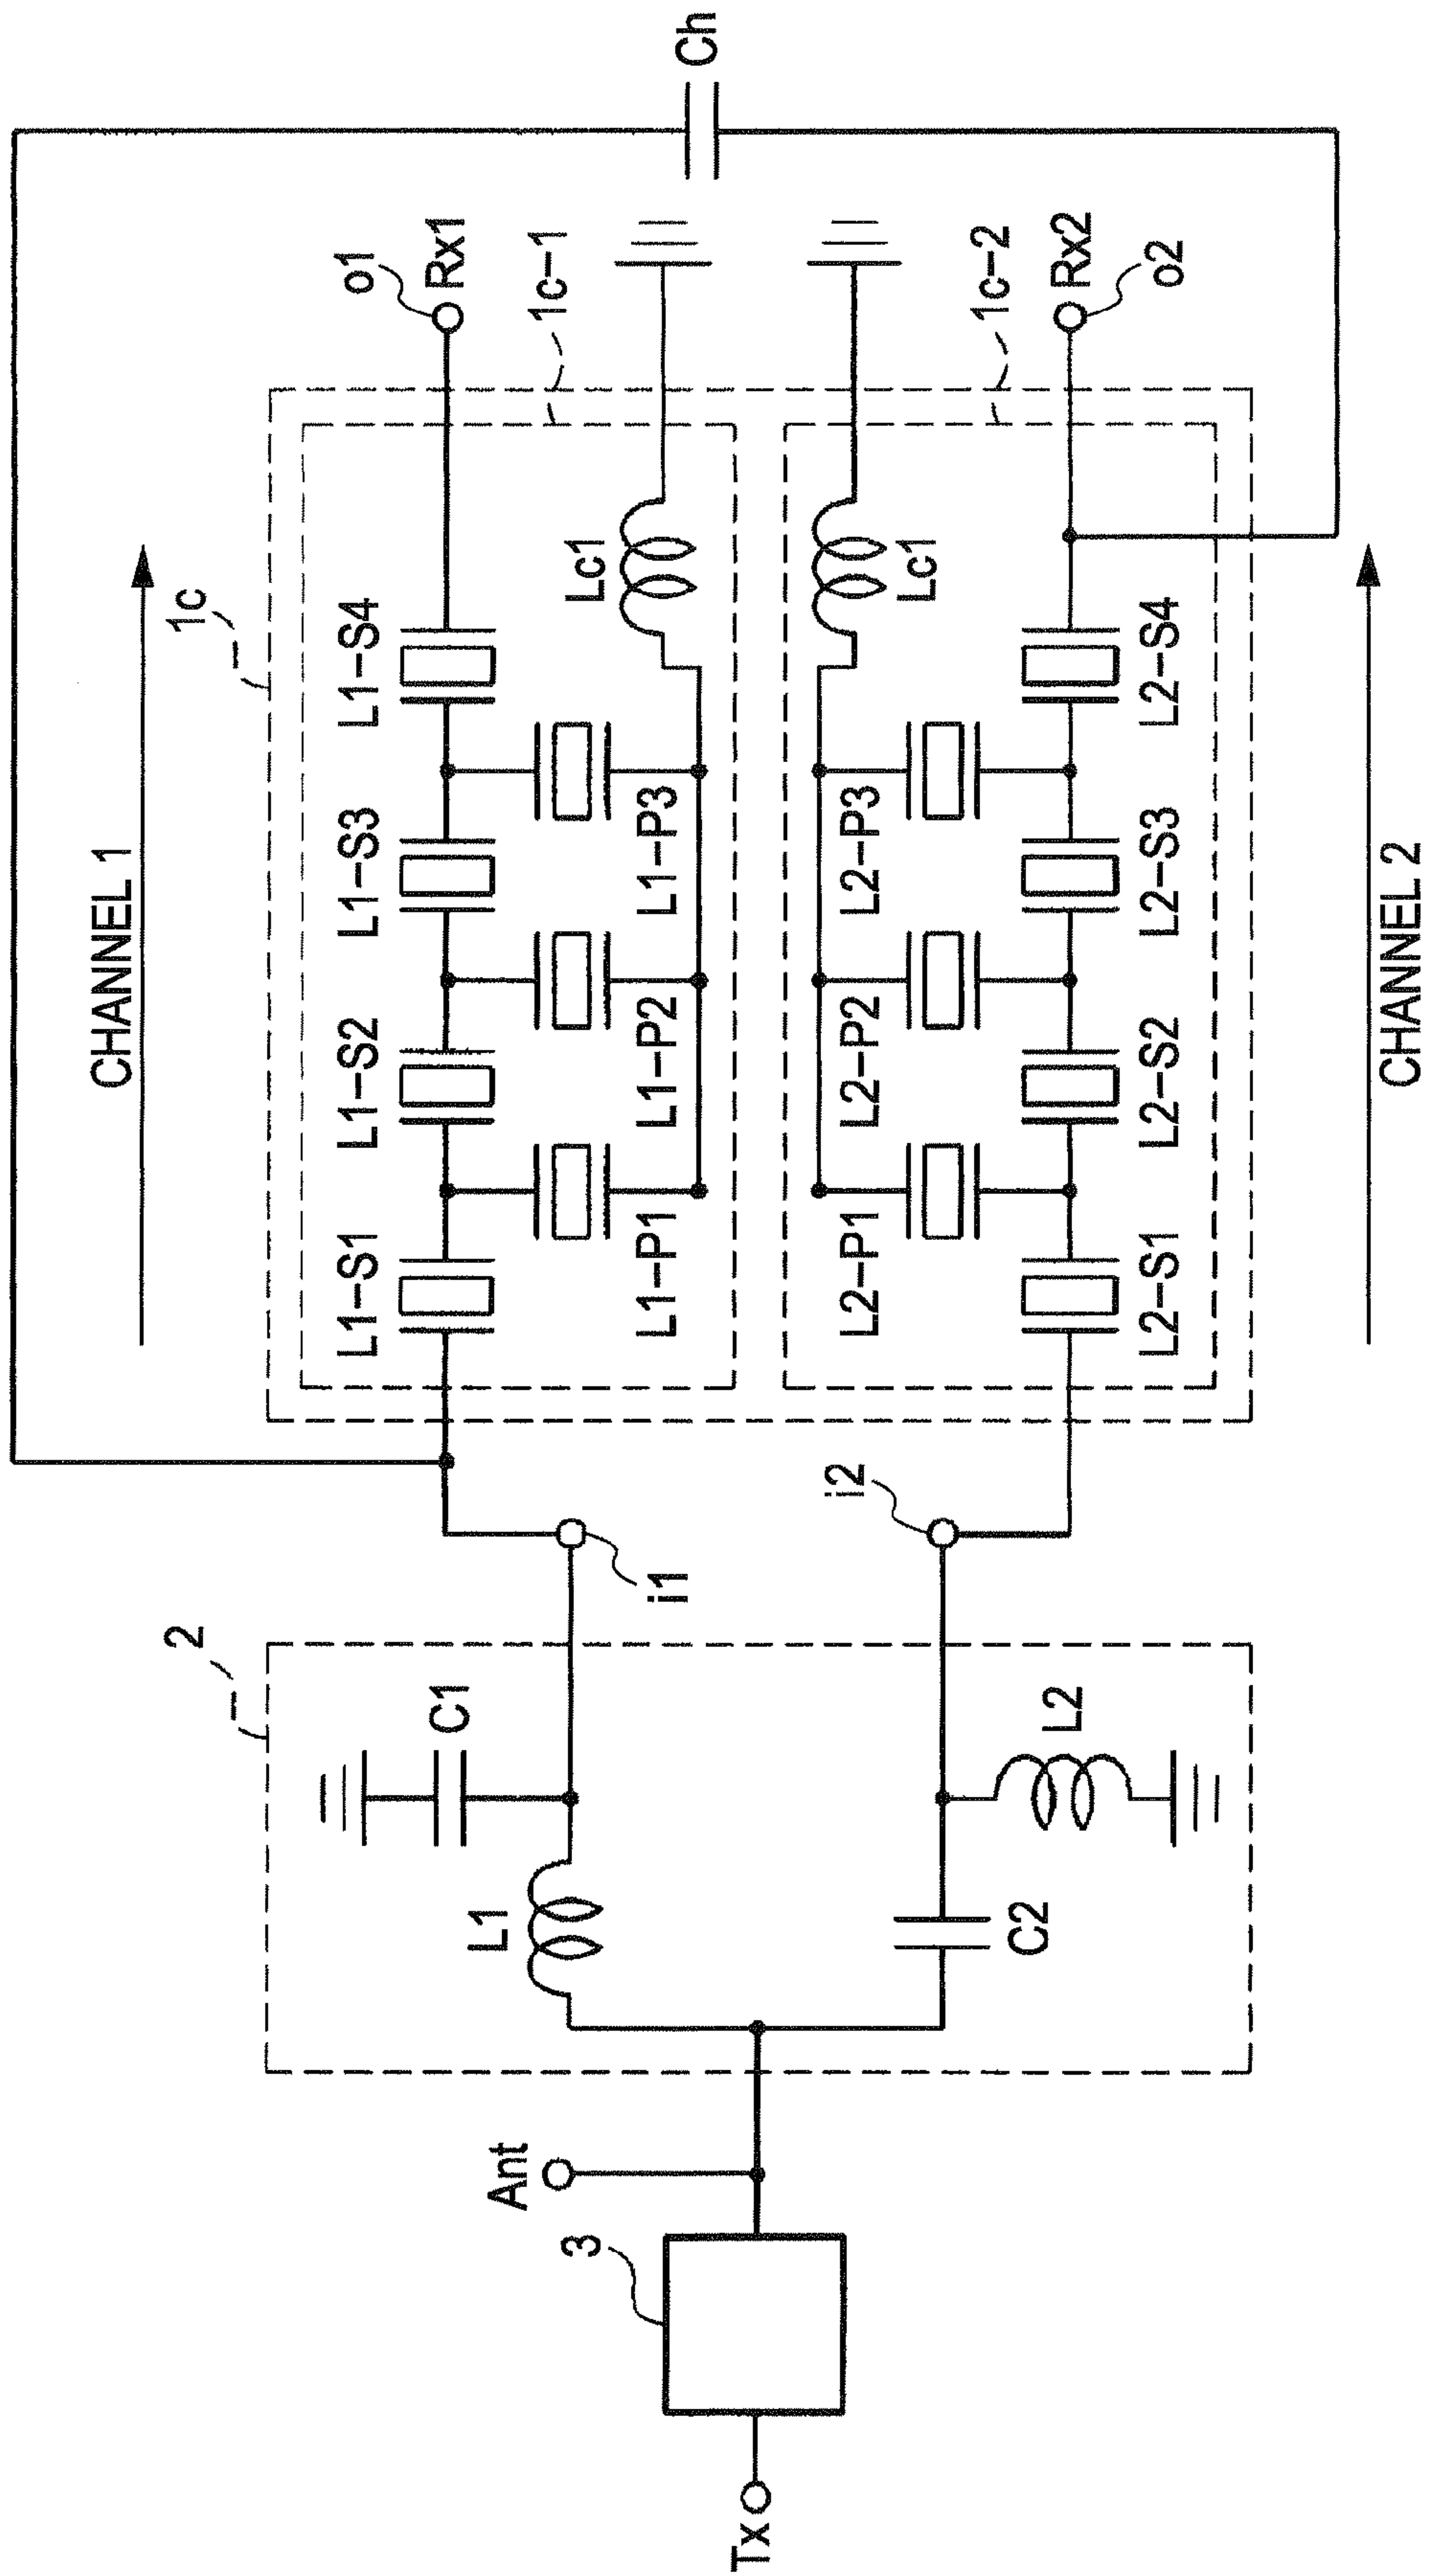 CHANNEL 1
1c
L1-S1
L1-S2
L1-S3
L1-S4
o1
Rx1
1c-1
L1-P1
L1-P2
L1-P3
Lc1
Ch
L2-P1
L2-P2
L2-P3
Lc1
1c-2
Rx2
o2
L2-S1
L2-S2
L2-S3
L2-S4
CHANNEL 2
2
C1
L1
i1
i2
L2
C2
Ant
3
Tx